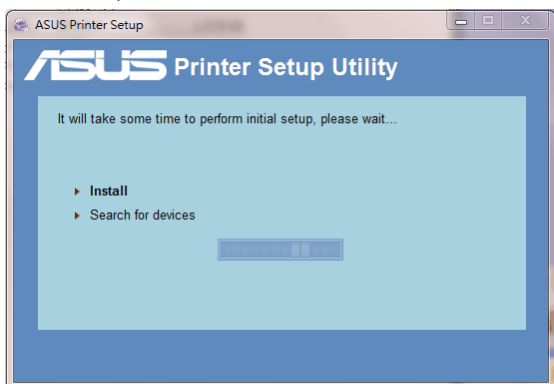 ASUS Printer Setup
ASUS Printer Setup Utility
It will take some time to perform initial setup, please wait...
Install
Search for devices